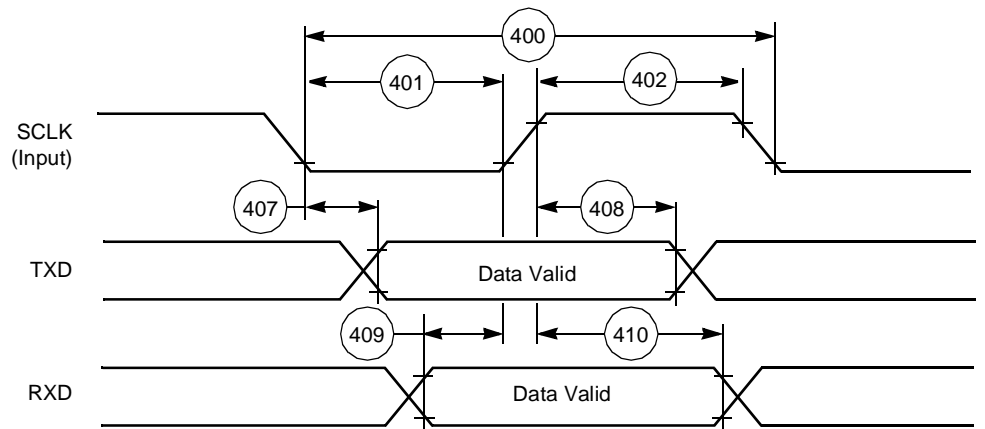 400
401
402
SCLK
(Input)
407
408
TXD
Data Valid
409
410
RXD
Data Valid